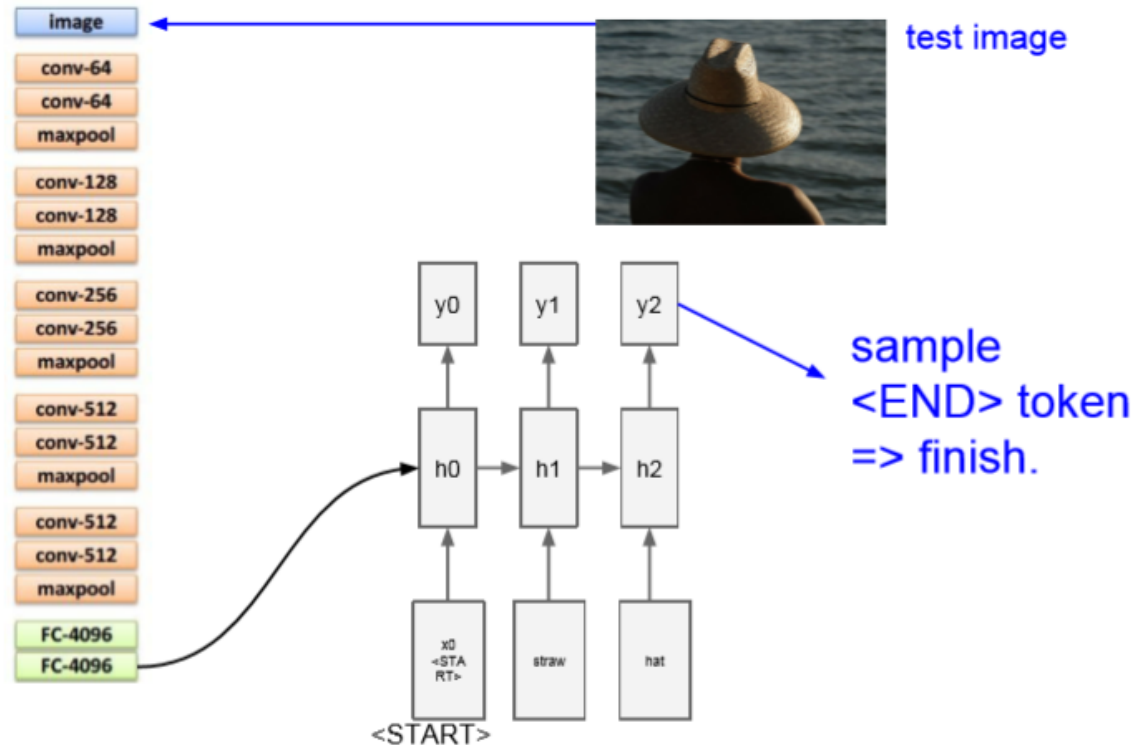 image
test image
conv-64
conv-64
maxpool
conv-128
conv-128
maxpool
conv-256
conv-256
maxpool
conv-512
conv-512
maxpool
conv-512
conv-512
maxpool
FC-4096
FC-4096
y0
y1
y2
sample
<END> token
=> finish.
h0
h1
h2
x0
<STA
RT>
straw
hat
<START>